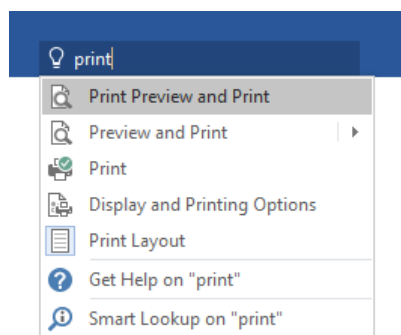 print
Print Preview and Print
Preview and Print
Print
Display and Printing Options
Print Layout
Get Help on "print"
Smart Lookup on "print"